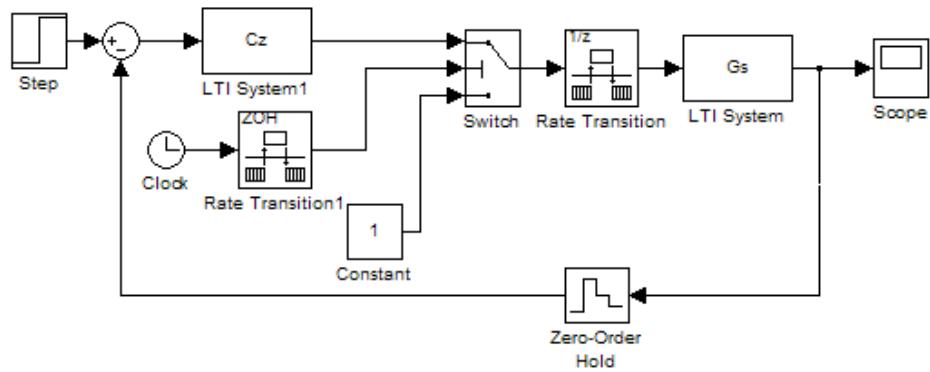 Step
+
−
Cz
LTI System1
Clock
ZOH
Rate Transition1
1
Constant
Switch
1/z
Rate Transition
Gs
LTI System
Scope
Zero-Order
Hold